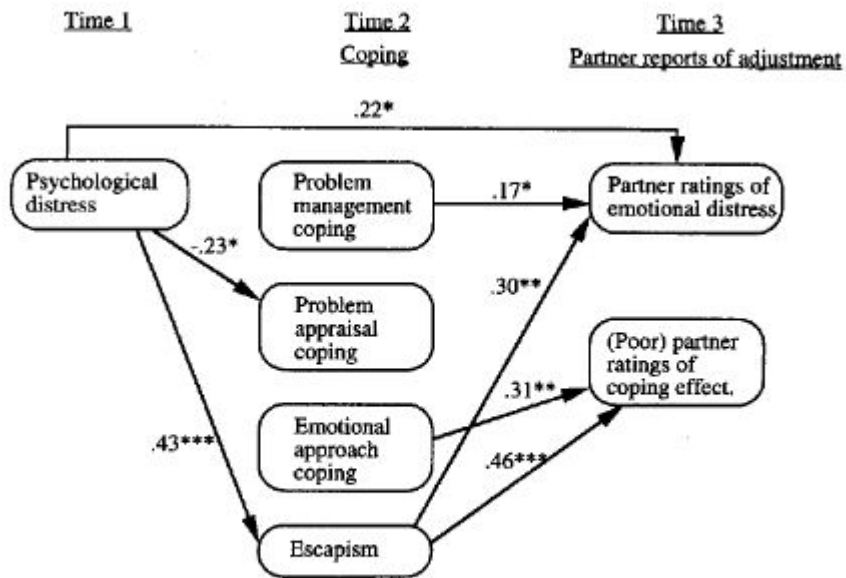 Time 1
Time 2
Coping
Time 3
Partner reports of adjustment
.22*
Psychological
distress
Problem
management
coping
.17*
Partner ratings of
emotional distress
-.23*
.30**
Problem
appraisal
coping
(Poor) partner
ratings of
coping effect.
.31**
.43***
Emotional
approach
coping
.46***
Escapism